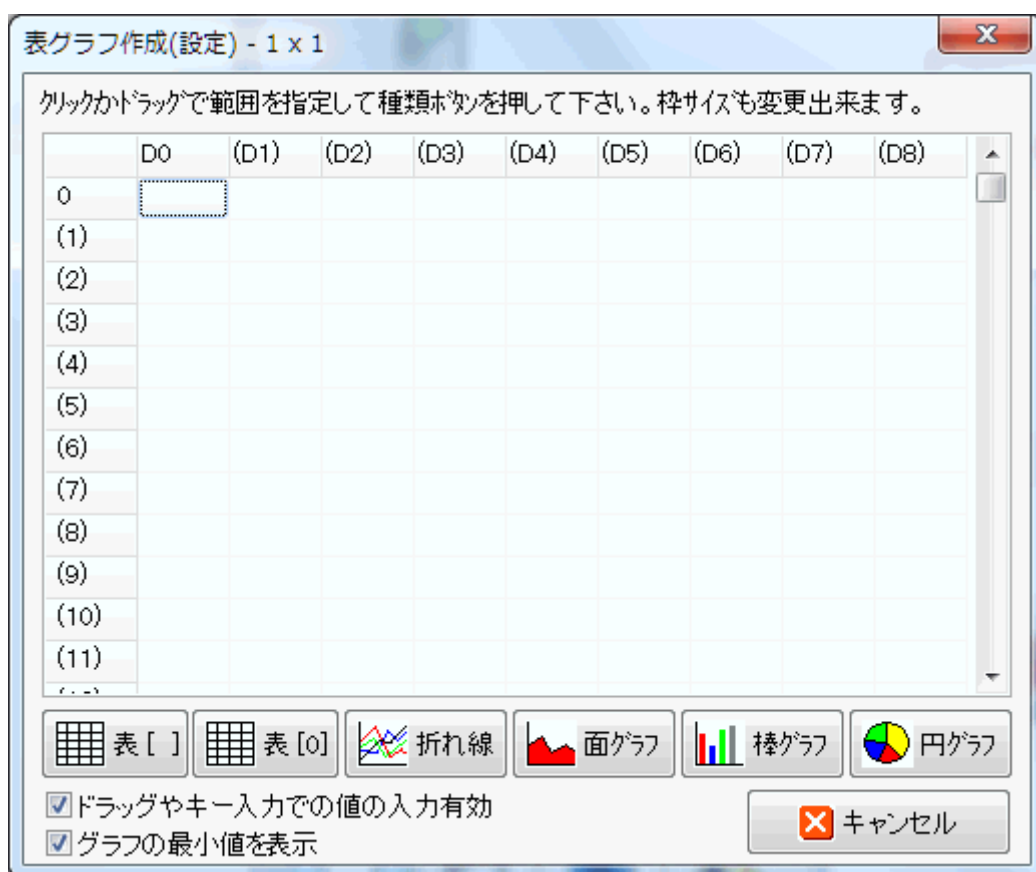 表グラフ作成(設定) - 1 x 1
クリックかドラッグで範囲を指定して種類ボタンを押して下さい。枠サイズも変更出来ます。
D0 (D1) (D2) (D3) (D4) (D5) (D6) (D7) (D8)
0
(1)
(2)
(3)
(4)
(5)
(6)
(7)
(8)
(9)
(10)
(11)
表 [ ] 表 [0] 折れ線 面グラフ 棒グラフ 円グラフ
ドラッグやキー入力での値の入力有効
グラフの最小値を表示
キャンセル